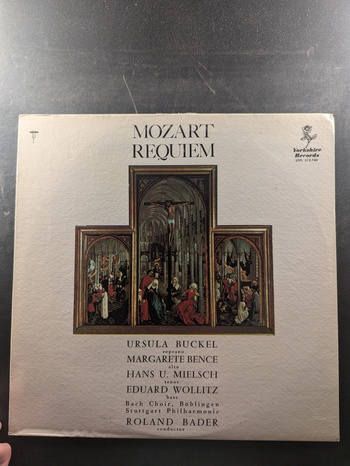 MOZART
REQUIEM
Yorkshire
Records
URSULA BUCKEL
soprano
MARGARETE BENCE
alto
HANS U. MIELSCH
tenor
EDUARD WOLLITZ
bass
Bach Choir, Boblingen
Stuttgart Philharmonic
ROLAND BADER
conductor